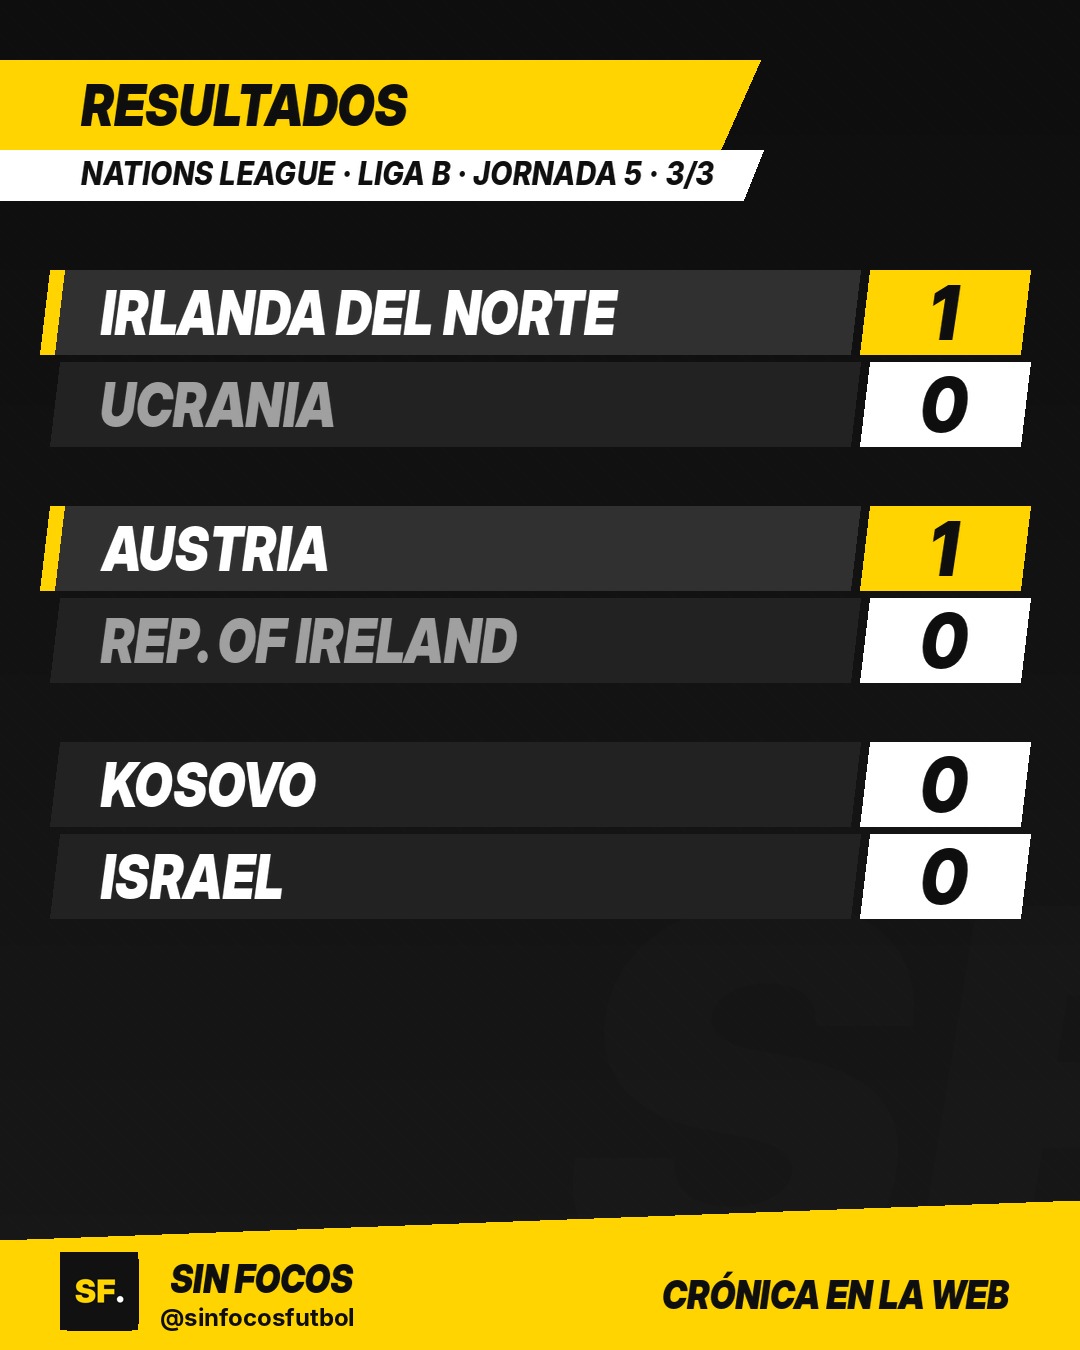 RESULTADOS
NATIONS LEAGUE · LIGA B · JORNADA 5 · 3/3
IRLANDA DEL NORTE 1
UCRANIA 0
AUSTRIA 1
REP. OF IRELAND 0
KOSOVO 0
ISRAEL 0
SF
SF.
SIN FOCOS
@sinfocosfutbol
CRÓNICA EN LA WEB